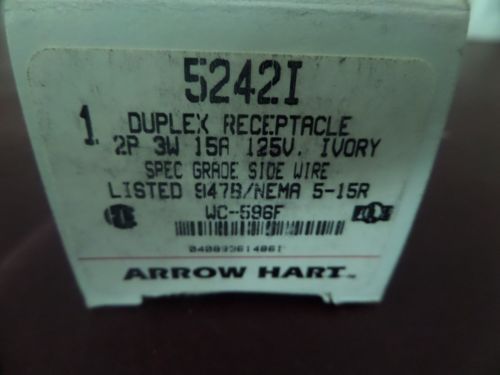 5242I
1 DUPLEX RECEPTACLE
2P 3W 15A 125V. IVORY
SPEC GRADE SIDE WIRE
LISTED 947B/NEMA 5-15R
WC-596F
ARROW HART™